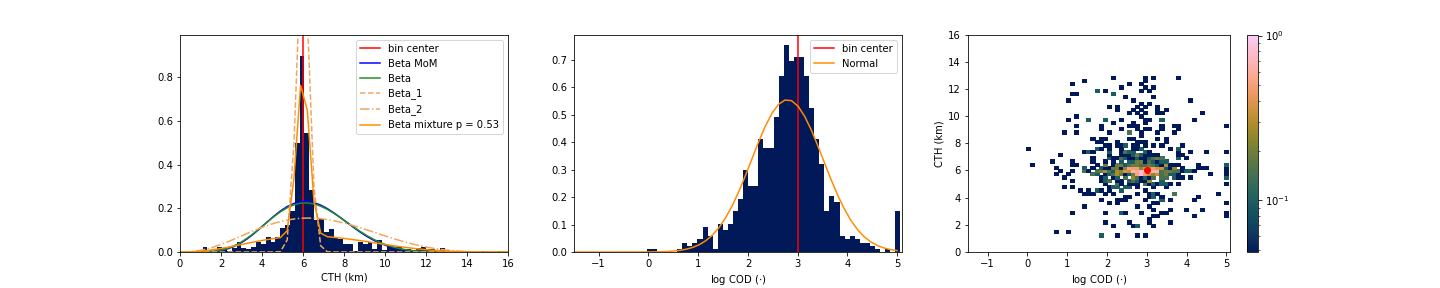 0.8
0.6
0.4
0.2
0.0
0 2 4 6 8 10 12 14 16
CTH (km)
bin center
Beta MoM
Beta
Beta_1
Beta_2
Beta mixture p = 0.53
0.7
0.6
0.5
0.4
0.3
0.2
0.1
0.0
−1 0 1 2 3 4 5
log COD (·)
bin center
Normal
CTH (km)
16
14
12
10
8
6
4
2
0
−1 0 1 2 3 4 5
log COD (·)
10⁰
10⁻¹